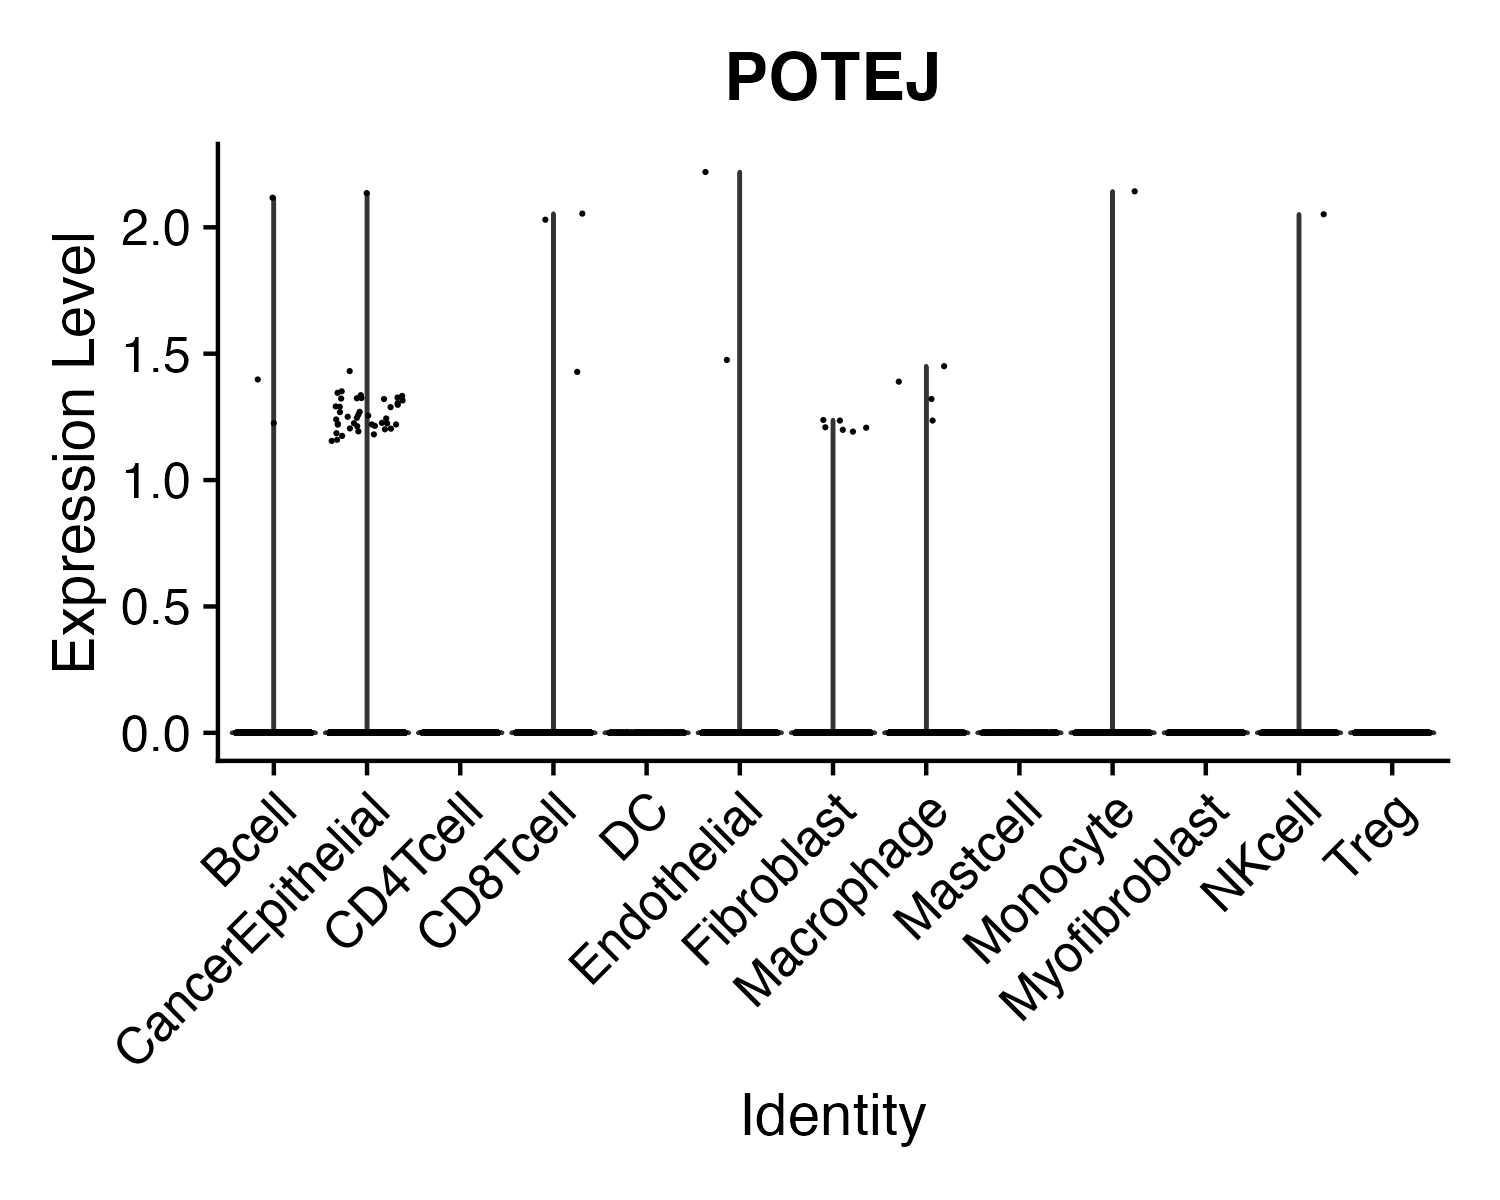 POTEJ
Expression Level
2.0
1.5
1.0
0.5
0.0
Bcell
CancerEpithelial
CD4Tcell
CD8Tcell
DC
Endothelial
Fibroblast
Macrophage
Mastcell
Monocyte
Myofibroblast
NKcell
Treg
Identity